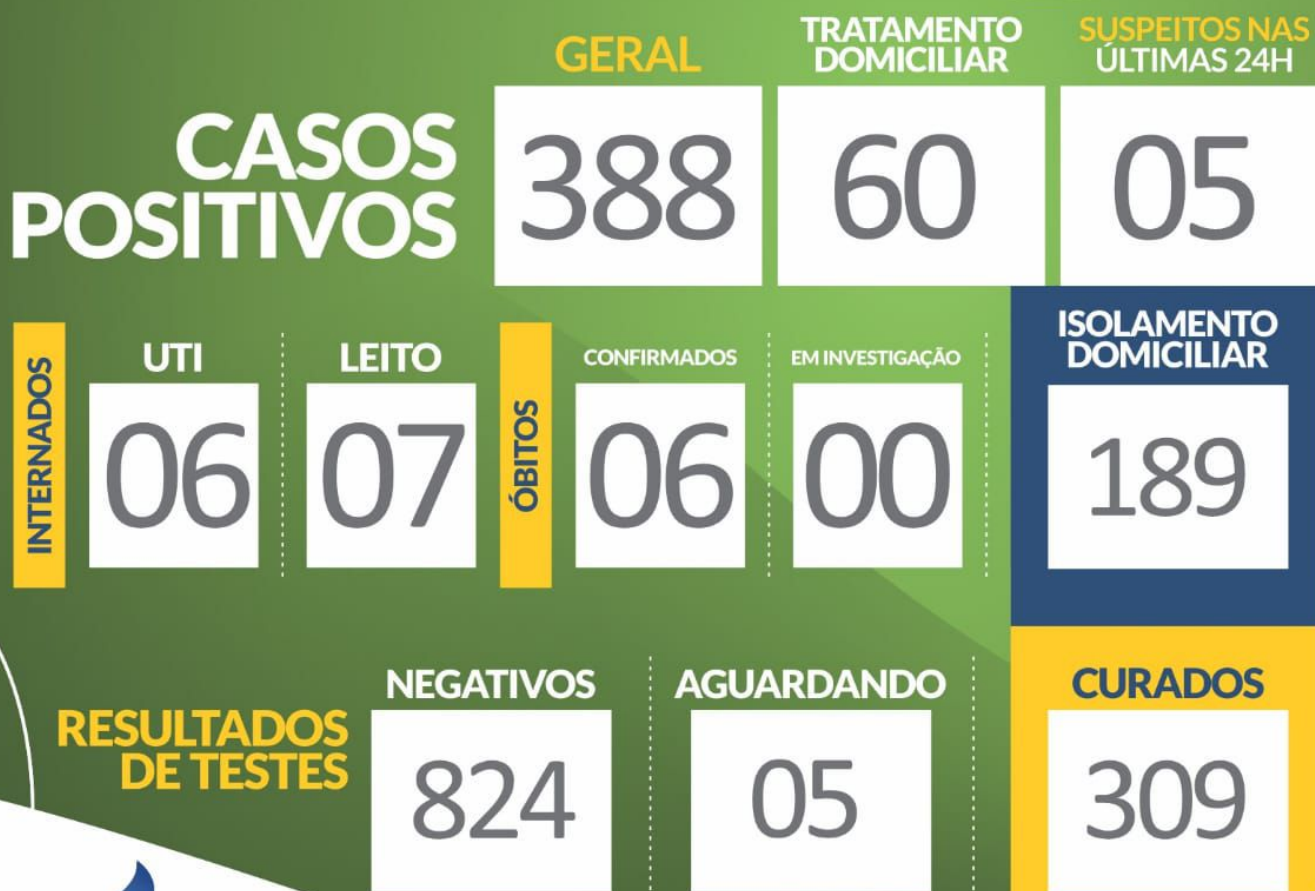 CASOS
POSITIVOS
GERAL
388
TRATAMENTO
DOMICILIAR
60
SUSPEITOS NAS
ÚLTIMAS 24H
05
INTERNADOS
UTI
06
LEITO
07
ÓBITOS
CONFIRMADOS
06
EM INVESTIGAÇÃO
00
ISOLAMENTO
DOMICILIAR
189
RESULTADOS
DE TESTES
NEGATIVOS
824
AGUARDANDO
05
CURADOS
309